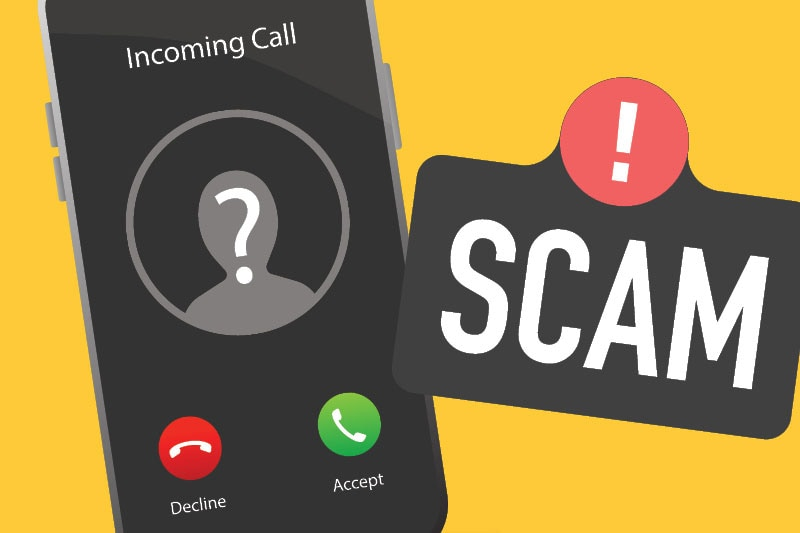 Incoming Call
?
!
SCAM
Decline
Accept